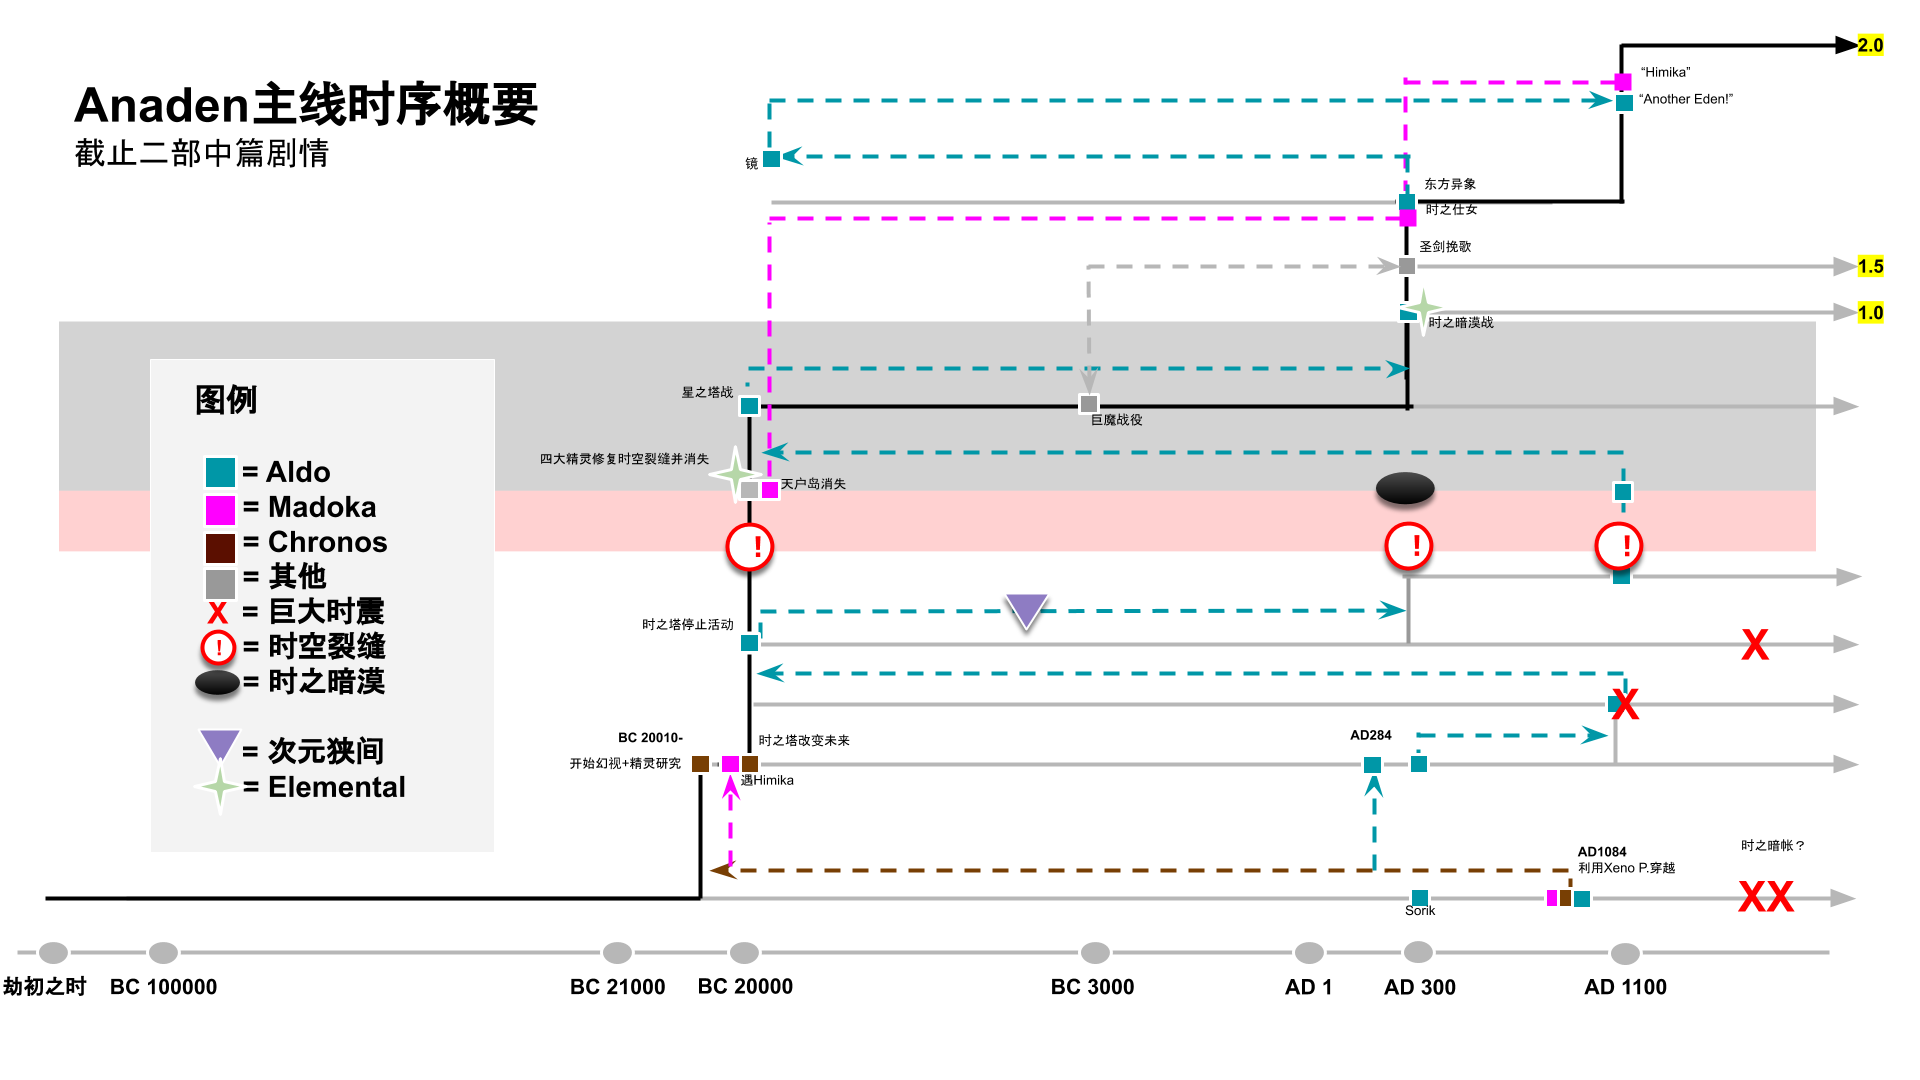 Anaden主线时序概要
截止二部中篇剧情
2.0
“Himika”
“Another Eden!”
镜
东方异象
时之仕女
圣剑挽歌
1.5
1.0
时之暗漠战
星之塔战
巨魔战役
四大精灵修复时空裂缝并消失
天户岛消失
!
!
!
图例
= Aldo
= Madoka
= Chronos
= 其他
X = 巨大时震
! = 时空裂缝
= 时之暗漠
= 次元狭间
= Elemental
时之塔停止活动
X
X
BC 20010-
时之塔改变未来
AD284
开始幻视+精灵研究
遇Himika
时之暗帐？
AD1084
利用Xeno P.穿越
XX
Sorik
劫初之时
BC 100000
BC 21000
BC 20000
BC 3000
AD 1
AD 300
AD 1100